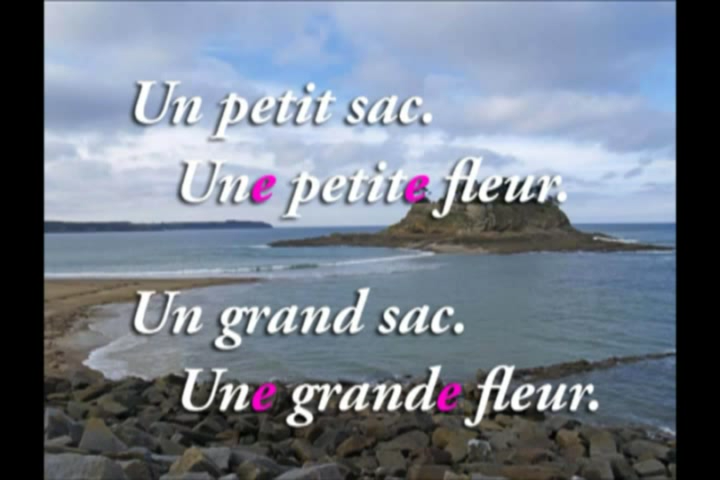 Un petit sac.
Une petite fleur.
Un grand sac.
Une grande fleur.